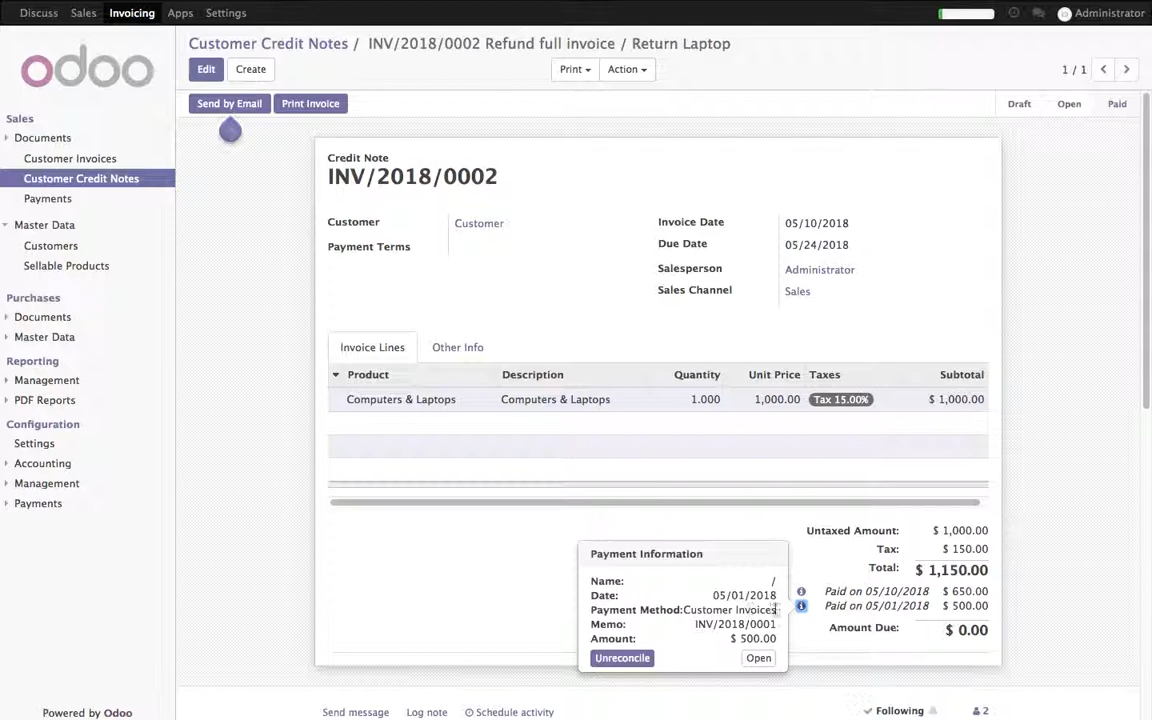 Discuss Sales Invoicing Apps Settings Administrator
odoo
Customer Credit Notes / INV/2018/0002 Refund full invoice / Return Laptop
Edit Create Print Action 1 / 1
Send by Email Print Invoice Draft Open Paid
Sales
Documents
Customer Invoices
Customer Credit Notes
Payments
Master Data
Customers
Sellable Products
Purchases
Documents
Master Data
Reporting
Management
PDF Reports
Configuration
Settings
Accounting
Management
Payments
Powered by Odoo
Credit Note
INV/2018/0002
Customer Customer
Payment Terms
Invoice Date 05/10/2018
Due Date 05/24/2018
Salesperson Administrator
Sales Channel Sales
Invoice Lines Other Info
Product Description Quantity Unit Price Taxes Subtotal
Computers & Laptops Computers & Laptops 1.000 1,000.00 Tax 15.00% $ 1,000.00
Untaxed Amount: $ 1,000.00
Tax: $ 150.00
Total: $ 1,150.00
Paid on 05/10/2018 $ 650.00
Paid on 05/01/2018 $ 500.00
Amount Due: $ 0.00
Payment Information
Name: /
Date: 05/01/2018
Payment Method: Customer Invoices
Memo: INV/2018/0001
Amount: $ 500.00
Unreconcile Open
Send message Log note Schedule activity Following 2